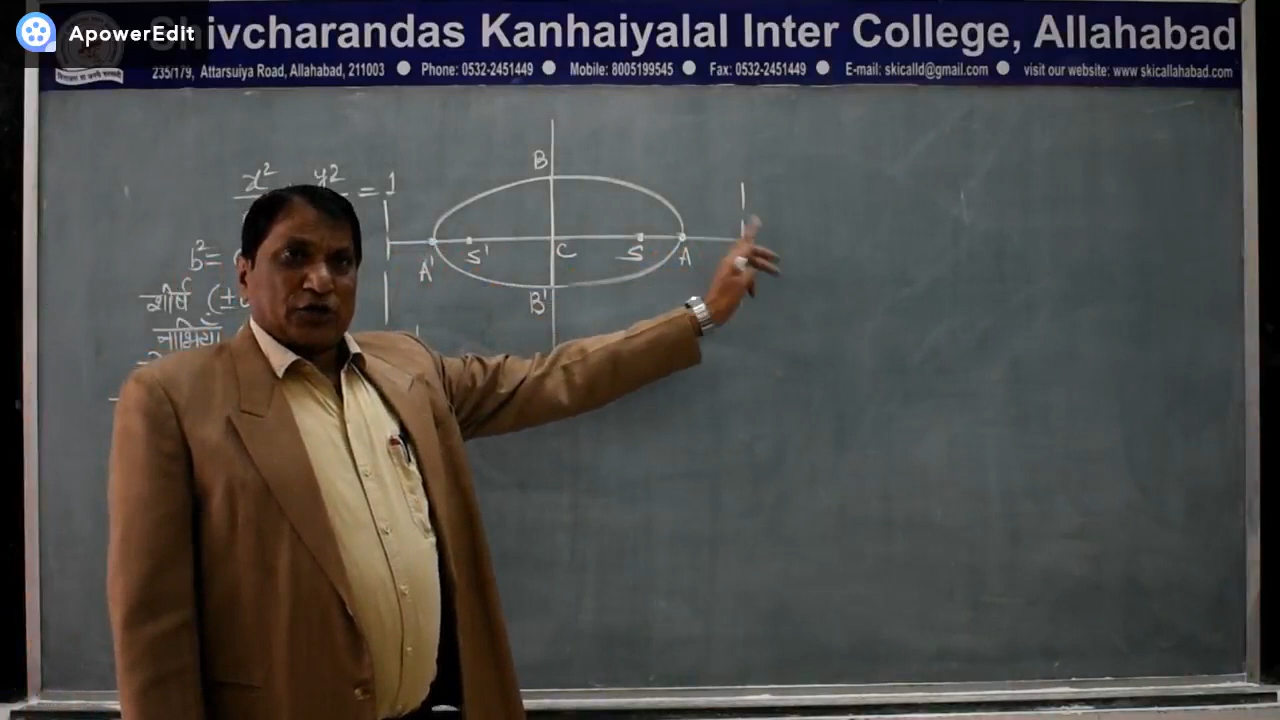 ApowerEdit
Shivcharandas Kanhaiyalal Inter College, Allahabad
235/179, Attarsuiya Road, Allahabad, 211003 ● Phone: 0532-2451449 ● Mobile: 8005199545 ● Fax: 0532-2451449 ● E-mail: skicalld@gmail.com ● visit our website: www.skicallahabad.com
B
x² y² = 1
A' S' C S A
b² =
शीर्ष (±
B'
नाभियाँ